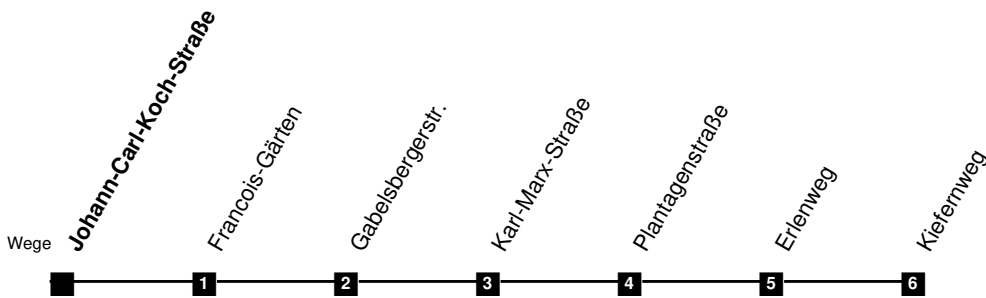 Wege
Johann-Carl-Koch-Straße
Francois-Gärten
Gabelsbergerstr.
Karl-Marx-Straße
Plantagenstraße
Erlenweg
Kiefernweg
1
2
3
4
5
6